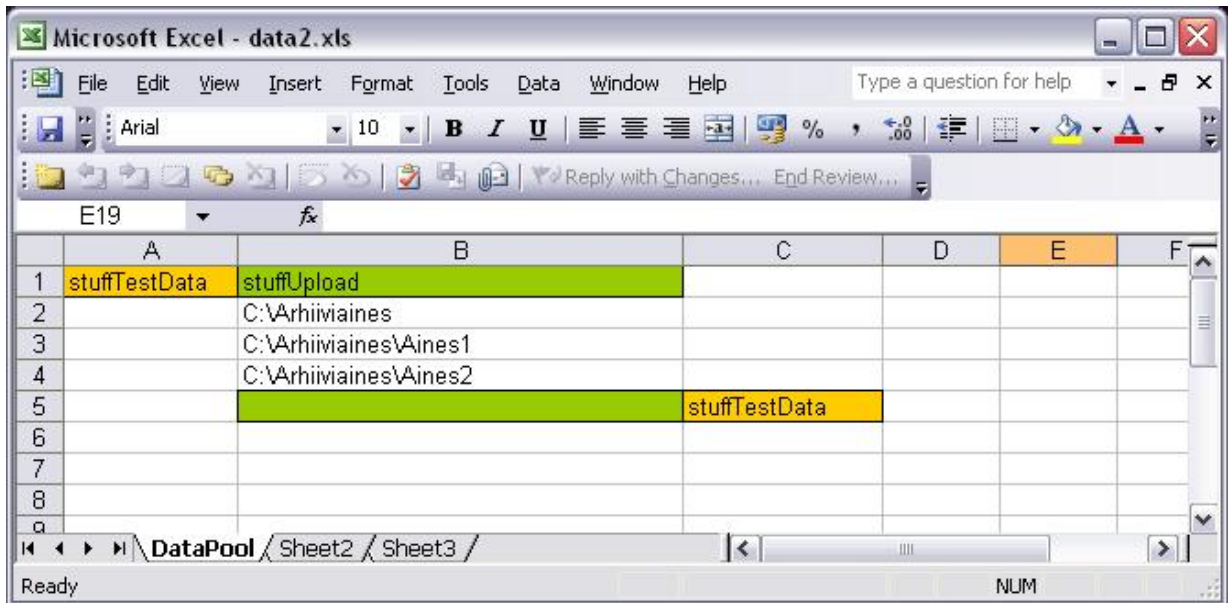 Microsoft Excel - data2.xls
File Edit View Insert Format Tools Data Window Help Type a question for help
Arial 10 B I U % , .00
Reply with Changes... End Review...
E19 fx
A B C D E F
1 stuffTestData stuffUpload
2 C:\Arhiiviaines
3 C:\Arhiiviaines\Aines1
4 C:\Arhiiviaines\Aines2
5 stuffTestData
6
7
8
9
DataPool / Sheet2 / Sheet3 /
Ready NUM